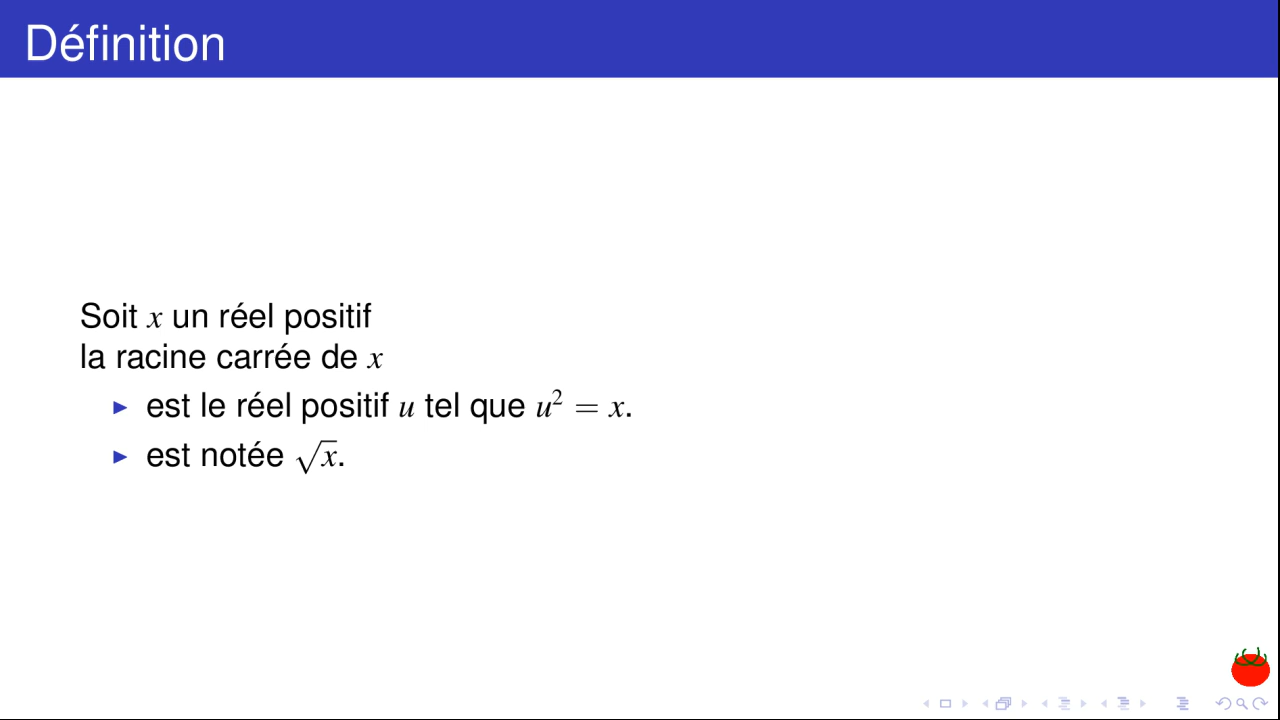 Définition
Soit x un réel positif
la racine carrée de x
▶ est le réel positif u tel que u² = x.
▶ est notée √x.